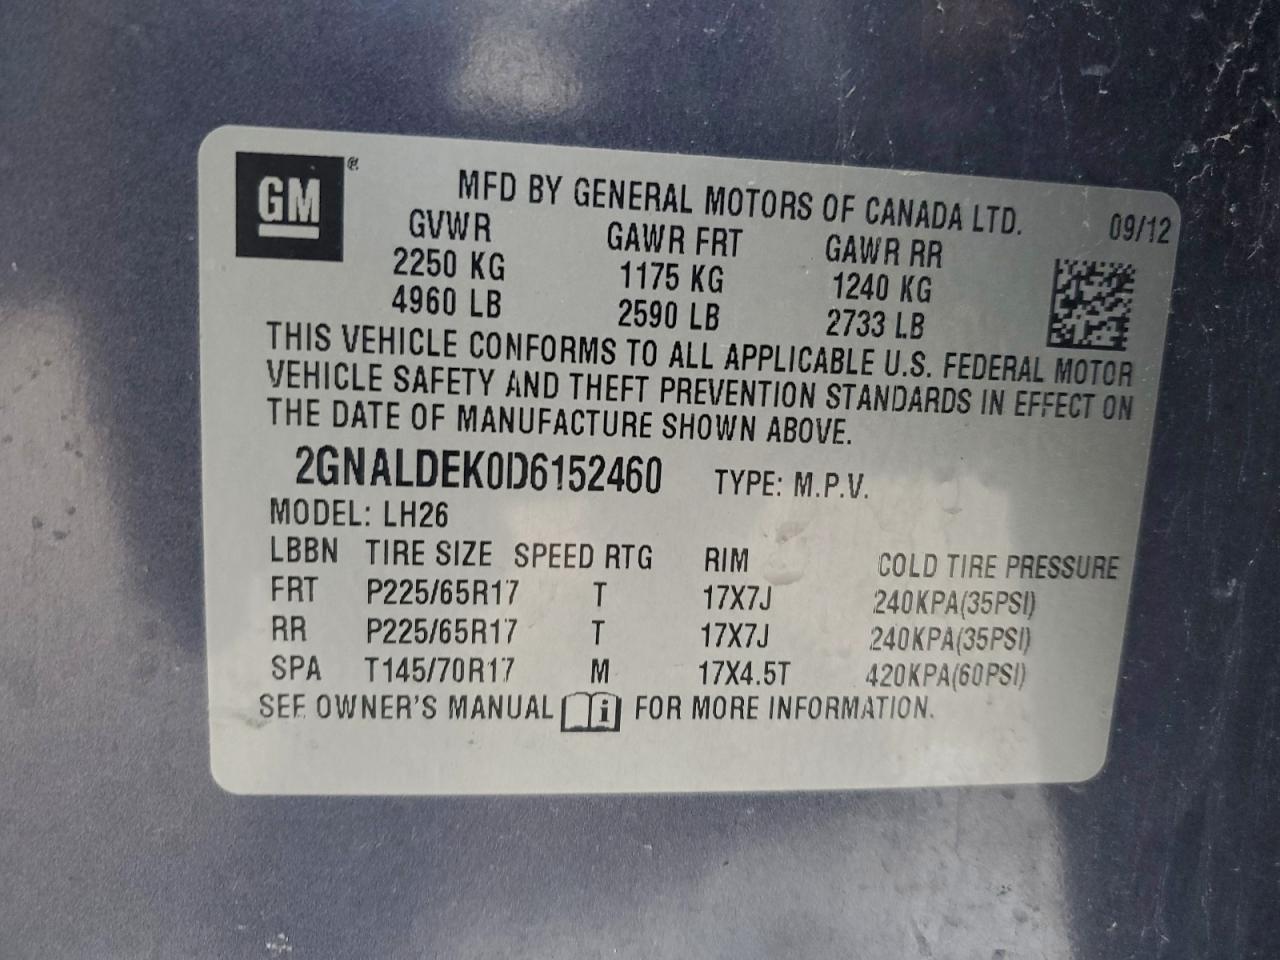 GM®
MFD BY GENERAL MOTORS OF CANADA LTD. 09/12
GVWR GAWR FRT GAWR RR
2250 KG 1175 KG 1240 KG
4960 LB 2590 LB 2733 LB
THIS VEHICLE CONFORMS TO ALL APPLICABLE U.S. FEDERAL MOTOR
VEHICLE SAFETY AND THEFT PREVENTION STANDARDS IN EFFECT ON
THE DATE OF MANUFACTURE SHOWN ABOVE.
2GNALDEK0D6152460 TYPE: M.P.V.
MODEL: LH26
LBBN TIRE SIZE SPEED RTG RIM COLD TIRE PRESSURE
FRT P225/65R17 T 17X7J 240KPA(35PSI)
RR P225/65R17 T 17X7J 240KPA(35PSI)
SPA T145/70R17 M 17X4.5T 420KPA(60PSI)
SEE OWNER'S MANUAL i FOR MORE INFORMATION.